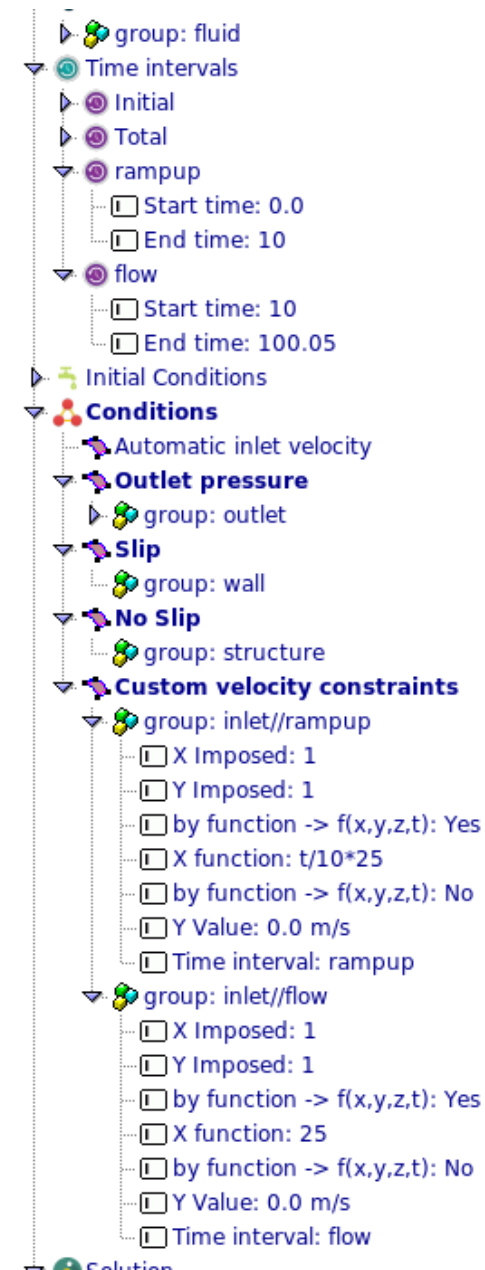 group: fluid
Time intervals
Initial
Total
rampup
Start time: 0.0
End time: 10
flow
Start time: 10
End time: 100.05
Initial Conditions
Conditions
Automatic inlet velocity
Outlet pressure
group: outlet
Slip
group: wall
No Slip
group: structure
Custom velocity constraints
group: inlet//rampup
X Imposed: 1
Y Imposed: 1
by function -> f(x,y,z,t): Yes
X function: t/10*25
by function -> f(x,y,z,t): No
Y Value: 0.0 m/s
Time interval: rampup
group: inlet//flow
X Imposed: 1
Y Imposed: 1
by function -> f(x,y,z,t): Yes
X function: 25
by function -> f(x,y,z,t): No
Y Value: 0.0 m/s
Time interval: flow
Solution